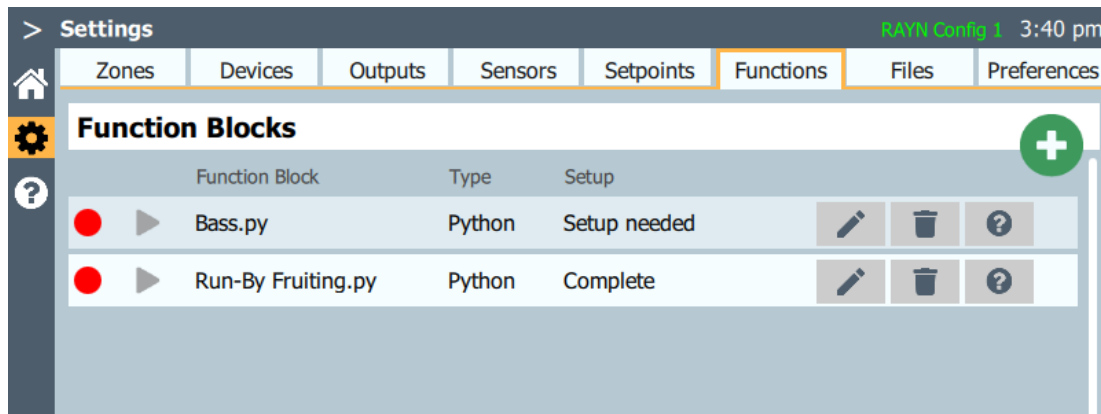 > Settings RAYN Config 1 3:40 pm
Zones Devices Outputs Sensors Setpoints Functions Files Preferences
Function Blocks
Function Block Type Setup
Bass.py Python Setup needed
Run-By Fruiting.py Python Complete